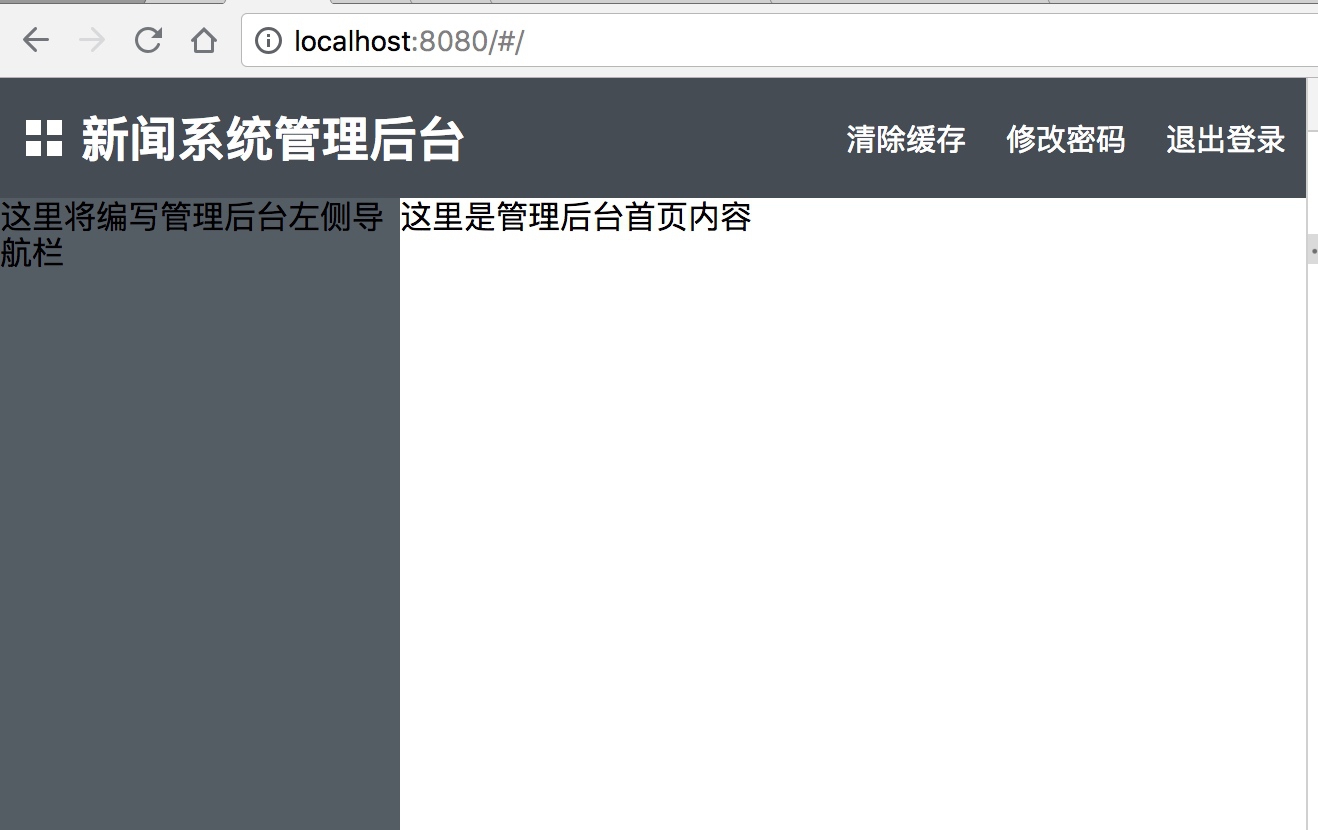 localhost:8080/#/
新闻系统管理后台
清除缓存 修改密码 退出登录
这里将编写管理后台左侧导
航栏
这里是管理后台首页内容